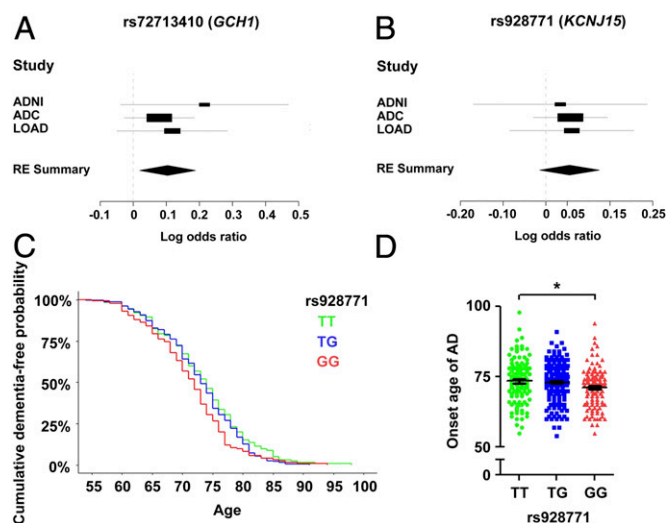 A
rs72713410 (GCH1)
Study
ADNI
ADC
LOAD
RE Summary
-0.1 0 0.1 0.2 0.3 0.4 0.5
Log odds ratio
B
rs928771 (KCNJ15)
Study
ADNI
ADC
LOAD
RE Summary
-0.20 -0.10 0 0.05 0.15 0.25
Log odds ratio
C
Cumulative dementia-free probability
100%
75%
50%
25%
0%
rs928771
TT
TG
GG
55 60 65 70 75 80 85 90 95 100
Age
D
*
Onset age of AD
100
75
50
0
TT TG GG
rs928771